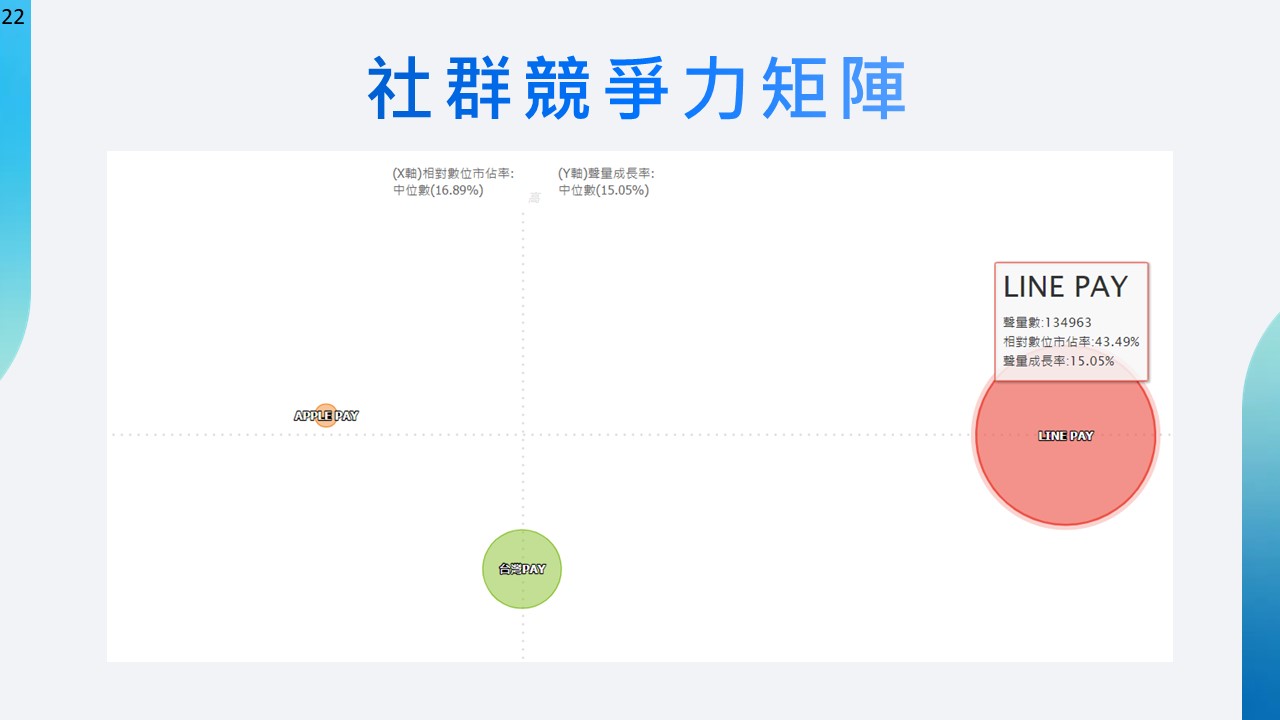 22
社群競爭力矩陣
(X軸)相對數位市佔率:
中位數(16.89%)
(Y軸)聲量成長率:
中位數(15.05%)
高
LINE PAY
聲量數:134963
相對數位市佔率:43.49%
聲量成長率:15.05%
APPLE PAY
LINE PAY
台灣PAY